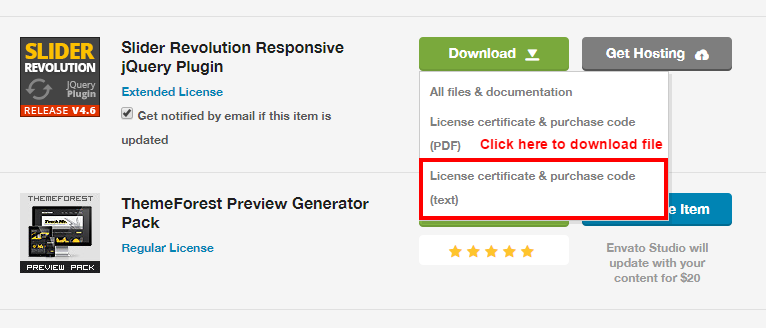 SLIDER
REVOLUTION
jQuery
Plugin
RELEASE V4.6
Slider Revolution Responsive
jQuery Plugin
Extended License
Get notified by email if this item is
updated
Download
Get Hosting
All files & documentation
License certificate & purchase code
(PDF)
Click here to download file
License certificate & purchase code
(text)
THEMEFOREST
PREVIEW PACK
ThemeForest Preview Generator
Pack
Regular License
e Item
Envato Studio will
update with your
content for $20